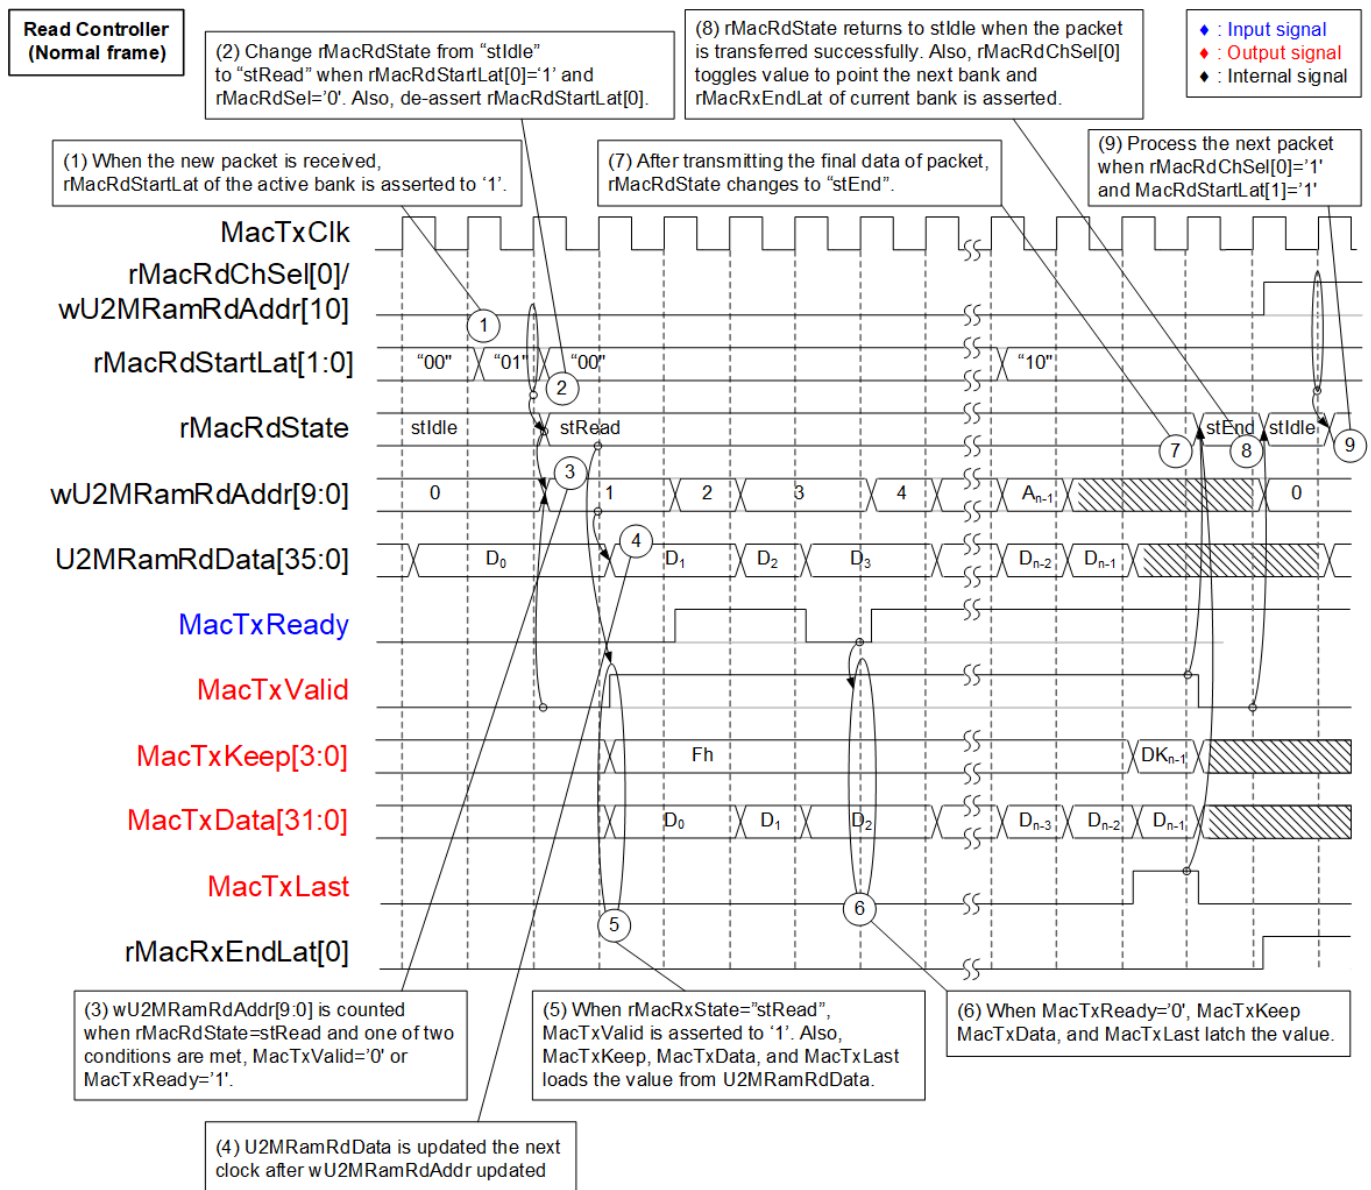 Read Controller
(Normal frame)
(2) Change rMacRdState from “stIdle”
to “stRead” when rMacRdStartLat[0]=‘1’ and
rMacRdSel=‘0’. Also, de-assert rMacRdStartLat[0].
(8) rMacRdState returns to stIdle when the packet
is transferred successfully. Also, rMacRdChSel[0]
toggles value to point the next bank and
rMacRxEndLat of current bank is asserted.
♦ : Input signal
♦ : Output signal
♦ : Internal signal
(1) When the new packet is received,
rMacRdStartLat of the active bank is asserted to ‘1’.
(7) After transmitting the final data of packet,
rMacRdState changes to “stEnd”.
(9) Process the next packet
when rMacRdChSel[0]='1'
and MacRdStartLat[1]='1'
MacTxClk
rMacRdChSel[0]/
wU2MRamRdAddr[10]
1
rMacRdStartLat[1:0] “00” “01” “00” “10”
2
rMacRdState stIdle stRead stEnd stIdle
7 8 9
3
wU2MRamRdAddr[9:0] 0 1 2 3 4 Aₙ₋₁ 0
4
U2MRamRdData[35:0] D₀ D₁ D₂ D₃ Dₙ₋₂ Dₙ₋₁
MacTxReady
MacTxValid
MacTxKeep[3:0] Fh DKₙ₋₁
MacTxData[31:0] D₀ D₁ D₂ Dₙ₋₃ Dₙ₋₂ Dₙ₋₁
MacTxLast
5 6
rMacRxEndLat[0]
(3) wU2MRamRdAddr[9:0] is counted
when rMacRdState=stRead and one of two
conditions are met, MacTxValid=’0' or
MacTxReady=’1'.
(5) When rMacRxState=”stRead”,
MacTxValid is asserted to ‘1’. Also,
MacTxKeep, MacTxData, and MacTxLast
loads the value from U2MRamRdData.
(6) When MacTxReady=‘0', MacTxKeep
MacTxData, and MacTxLast latch the value.
(4) U2MRamRdData is updated the next
clock after wU2MRamRdAddr updated